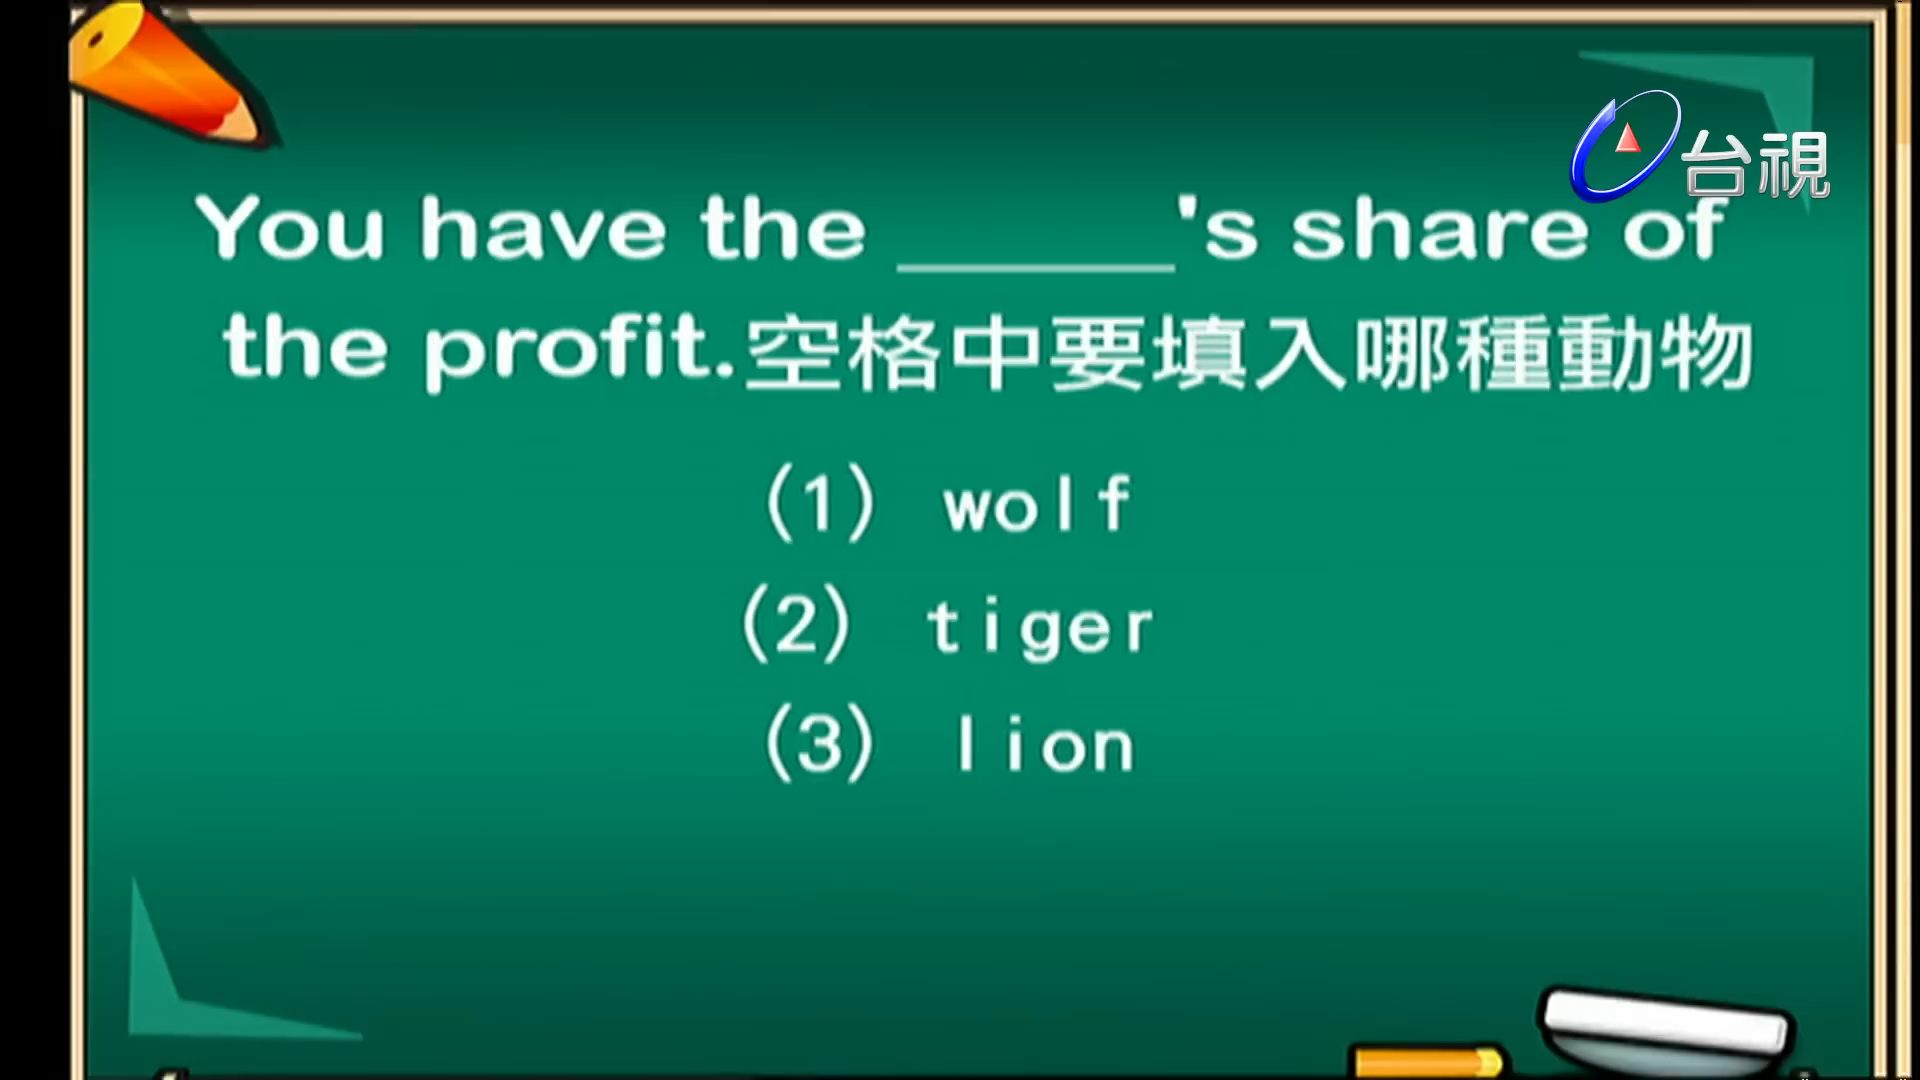 台視
You have the ______'s share of
the profit.空格中要填入哪種動物
(1) wolf
(2) tiger
(3) lion